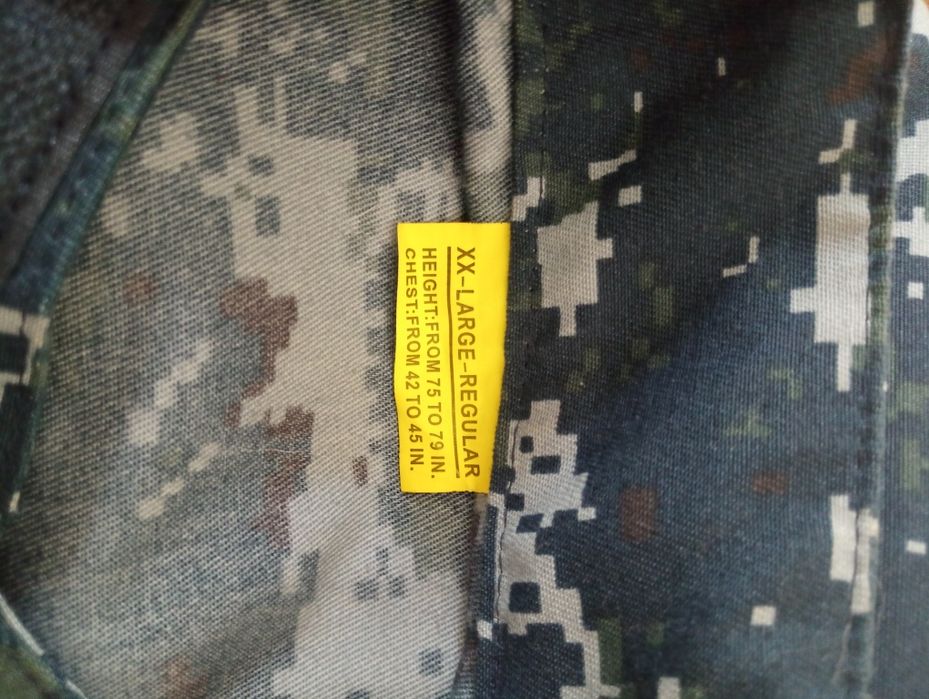 XX-LARGE-REGULAR
HEIGHT:FROM 75 TO 79 IN.
CHEST:FROM 42 TO 45 IN.